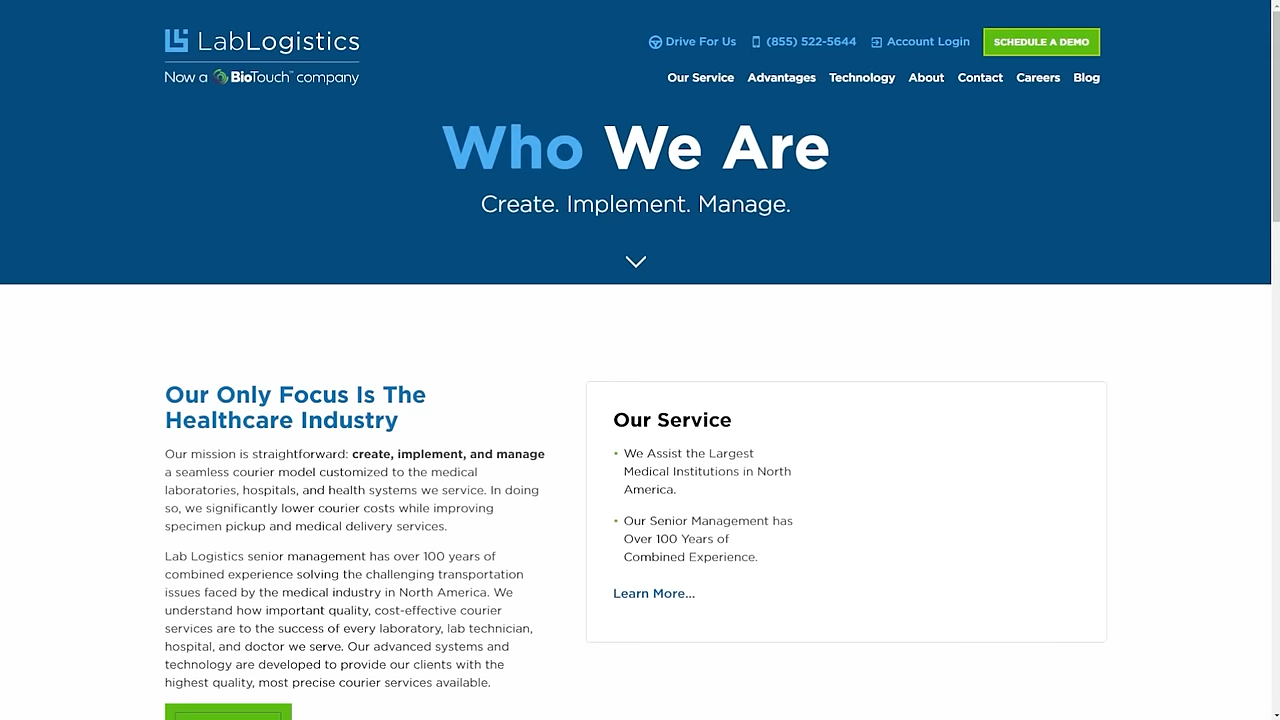 LabLogistics
Now a BioTouch™ company
Drive For Us
(855) 522-5644
Account Login
SCHEDULE A DEMO
Our Service
Advantages
Technology
About
Contact
Careers
Blog
Who We Are
Create. Implement. Manage.
Our Only Focus Is The
Healthcare Industry
Our mission is straightforward: create, implement, and manage
a seamless courier model customized to the medical
laboratories, hospitals, and health systems we service. In doing
so, we significantly lower courier costs while improving
specimen pickup and medical delivery services.
Lab Logistics senior management has over 100 years of
combined experience solving the challenging transportation
issues faced by the medical industry in North America. We
understand how important quality, cost-effective courier
services are to the success of every laboratory, lab technician,
hospital, and doctor we serve. Our advanced systems and
technology are developed to provide our clients with the
highest quality, most precise courier services available.
Our Service
• We Assist the Largest
Medical Institutions in North
America.
• Our Senior Management has
Over 100 Years of
Combined Experience.
Learn More...